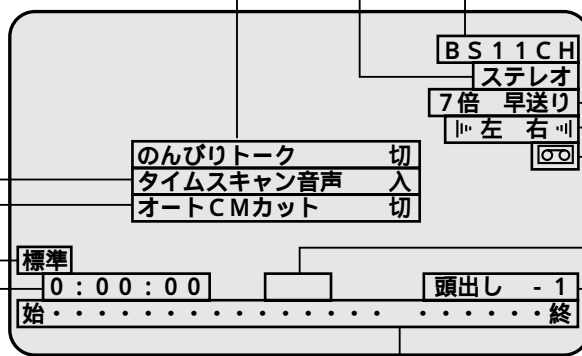 BS11CH
ステレオ
7倍 早送り
左 右
のんびりトーク 切
タイムスキャン音声 入
オートCMカット 切
標準
0:00:00 頭出し -1
始・・・・・・・・・・・・・・・ ・・・・・・終